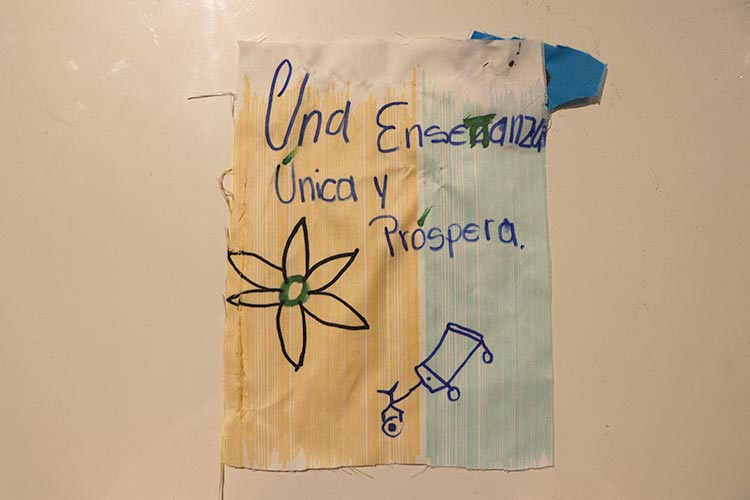 Una Enseñanza
Única y
Próspera.